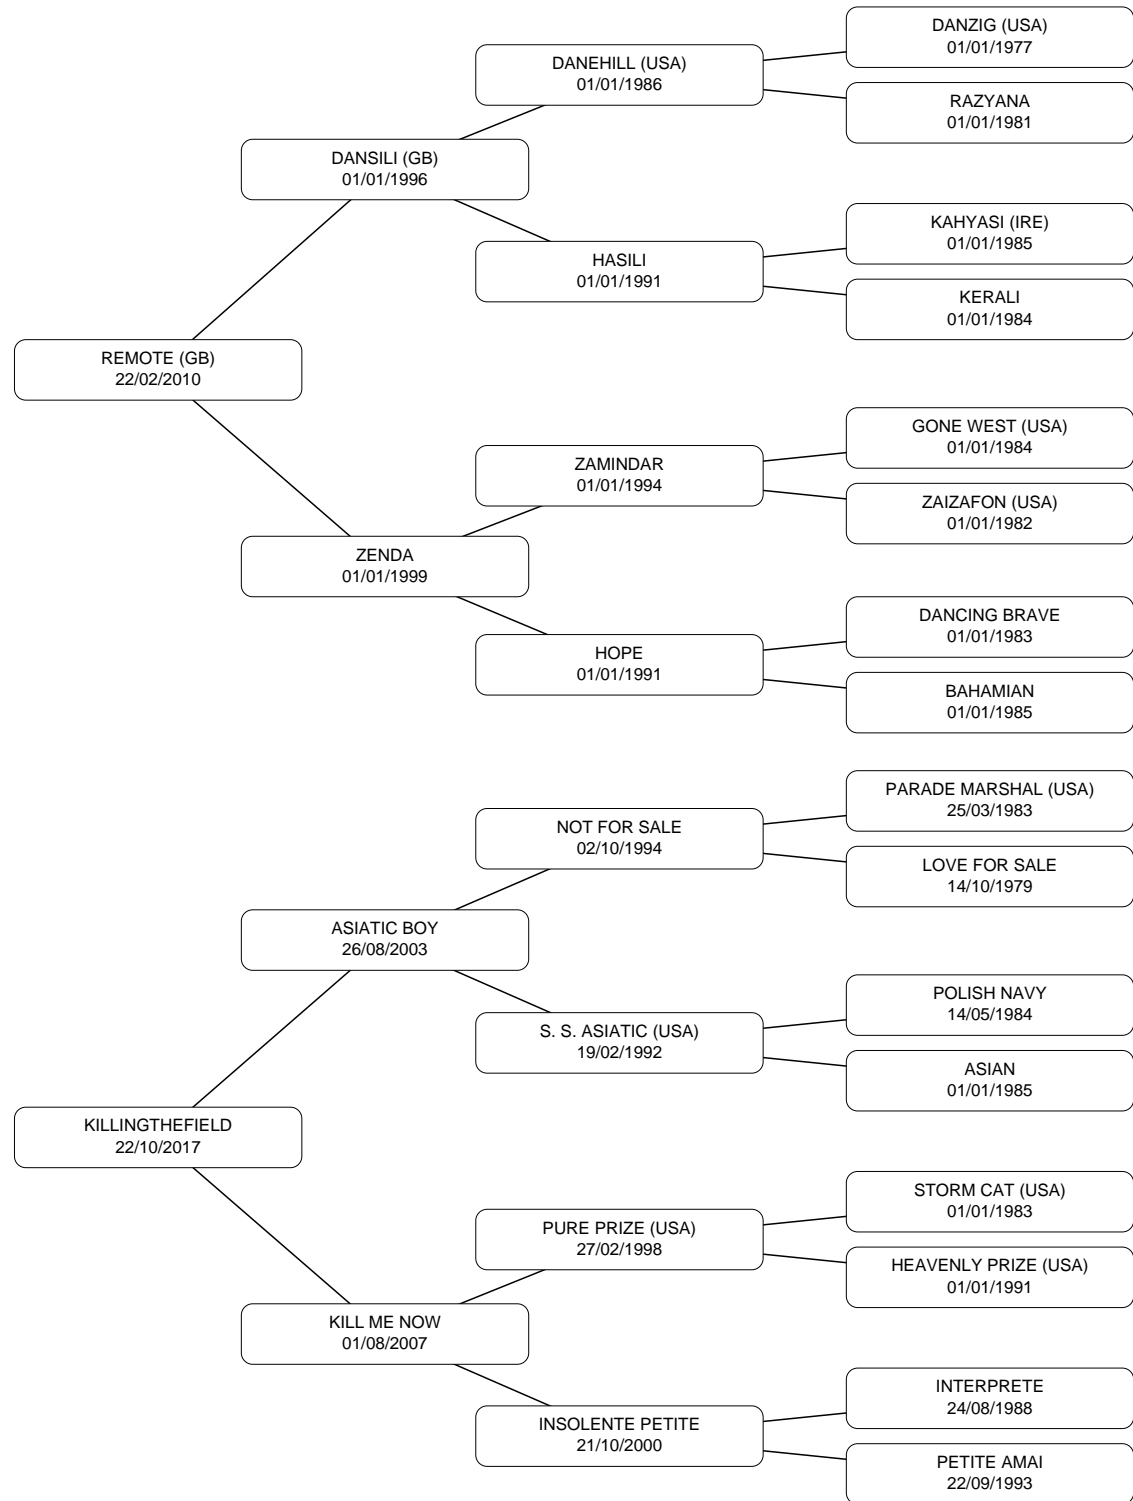 DANZIG (USA)
01/01/1977
DANEHILL (USA)
01/01/1986
RAZYANA
01/01/1981
DANSILI (GB)
01/01/1996
KAHYASI (IRE)
01/01/1985
HASILI
01/01/1991
KERALI
01/01/1984
REMOTE (GB)
22/02/2010
GONE WEST (USA)
01/01/1984
ZAMINDAR
01/01/1994
ZAIZAFON (USA)
01/01/1982
ZENDA
01/01/1999
DANCING BRAVE
01/01/1983
HOPE
01/01/1991
BAHAMIAN
01/01/1985
PARADE MARSHAL (USA)
25/03/1983
NOT FOR SALE
02/10/1994
LOVE FOR SALE
14/10/1979
ASIATIC BOY
26/08/2003
POLISH NAVY
14/05/1984
S. S. ASIATIC (USA)
19/02/1992
ASIAN
01/01/1985
KILLINGTHEFIELD
22/10/2017
STORM CAT (USA)
01/01/1983
PURE PRIZE (USA)
27/02/1998
HEAVENLY PRIZE (USA)
01/01/1991
KILL ME NOW
01/08/2007
INTERPRETE
24/08/1988
INSOLENTE PETITE
21/10/2000
PETITE AMAI
22/09/1993